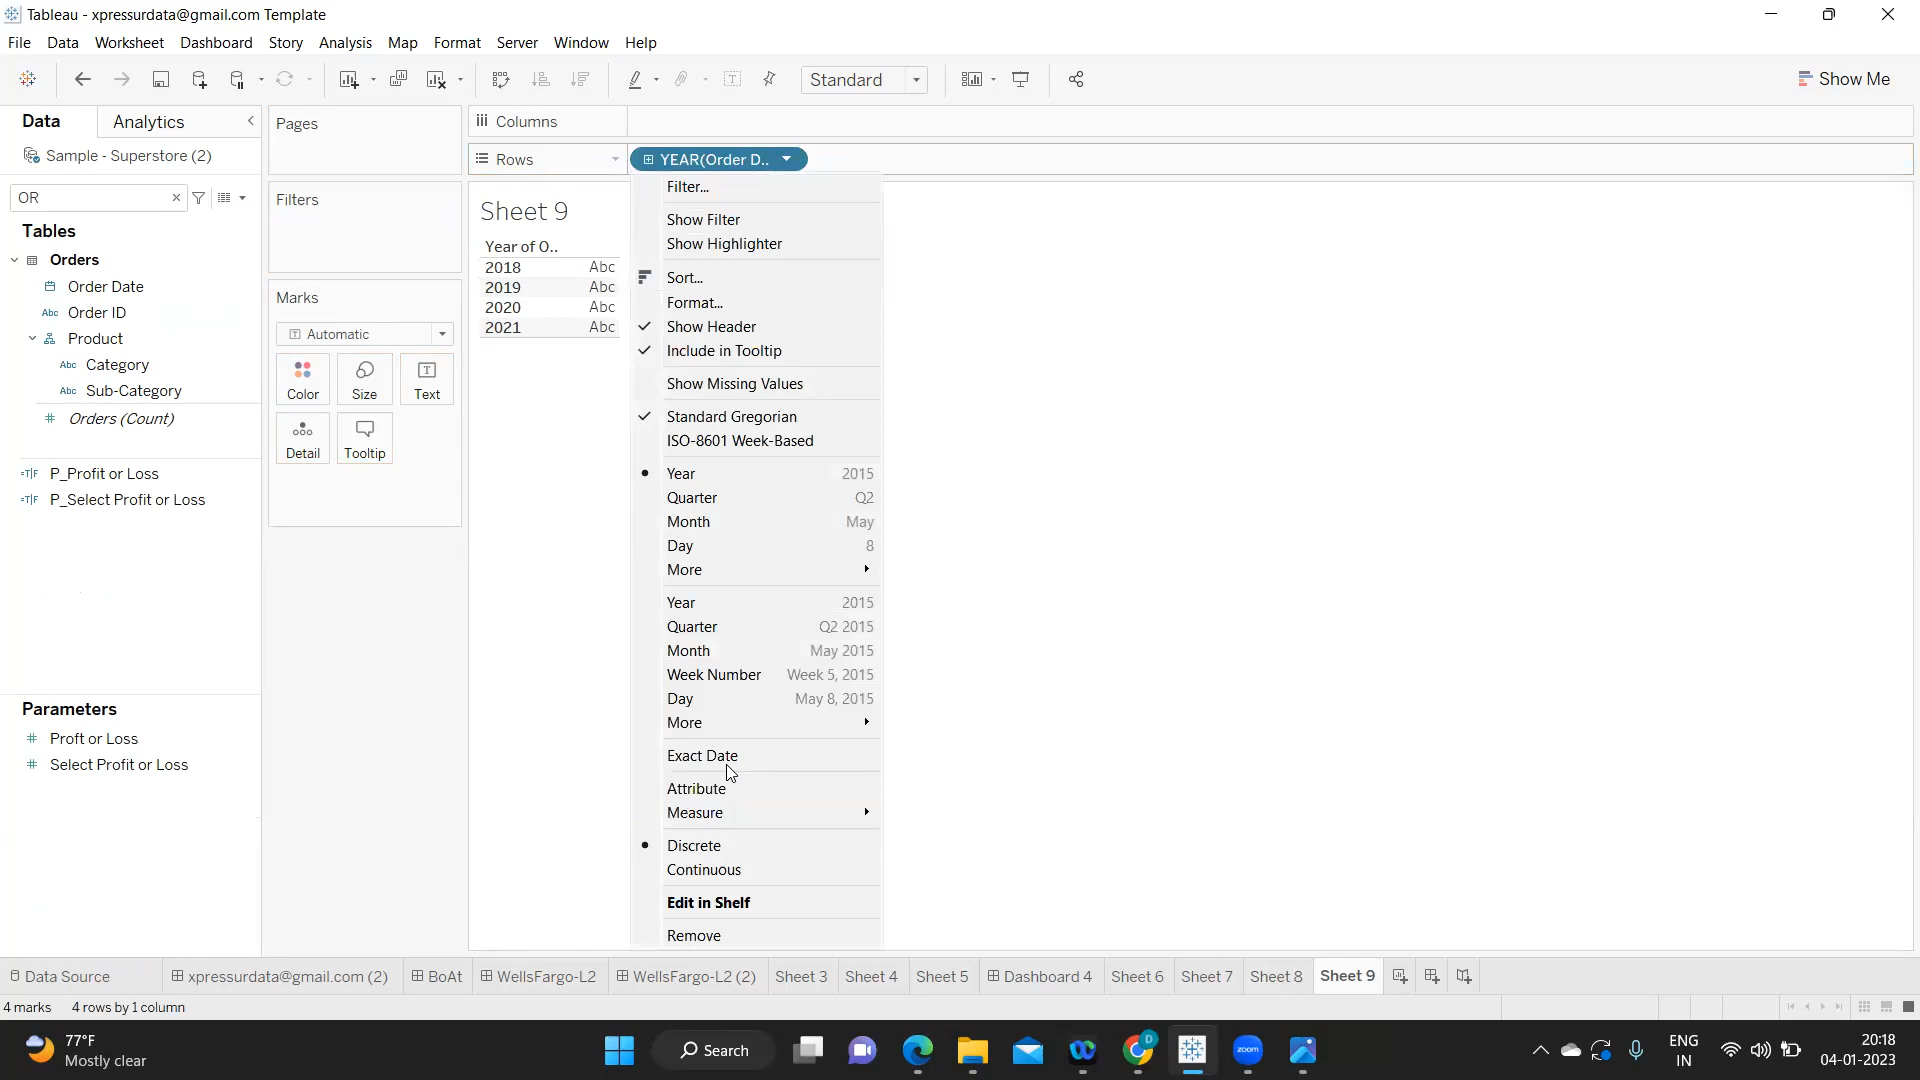 Tableau - xpressurdata@gmail.com Template
File Data Worksheet Dashboard Story Analysis Map Format Server Window Help
Standard
Show Me
Data Analytics
Sample - Superstore (2)
OR
Tables
Orders
Order Date
Abc Order ID
Product
Abc Category
Abc Sub-Category
# Orders (Count)
=T|F P_Profit or Loss
=T|F P_Select Profit or Loss
Parameters
# Proft or Loss
# Select Profit or Loss
Pages
Filters
Marks
Automatic
Color Size Text
Detail Tooltip
Columns
Rows YEAR(Order D..
Sheet 9
Year of O..
2018 Abc
2019 Abc
2020 Abc
2021 Abc
Filter...
Show Filter
Show Highlighter
Sort...
Format...
Show Header
Include in Tooltip
Show Missing Values
Standard Gregorian
ISO-8601 Week-Based
Year 2015
Quarter Q2
Month May
Day 8
More
Year 2015
Quarter Q2 2015
Month May 2015
Week Number Week 5, 2015
Day May 8, 2015
More
Exact Date
Attribute
Measure
Discrete
Continuous
Edit in Shelf
Remove
Data Source xpressurdata@gmail.com (2) BoAt WellsFargo-L2 WellsFargo-L2 (2) Sheet 3 Sheet 4 Sheet 5 Dashboard 4 Sheet 6 Sheet 7 Sheet 8 Sheet 9
4 marks 4 rows by 1 column
77°F
Mostly clear
Search
D
zoom
ENG
IN
20:18
04-01-2023